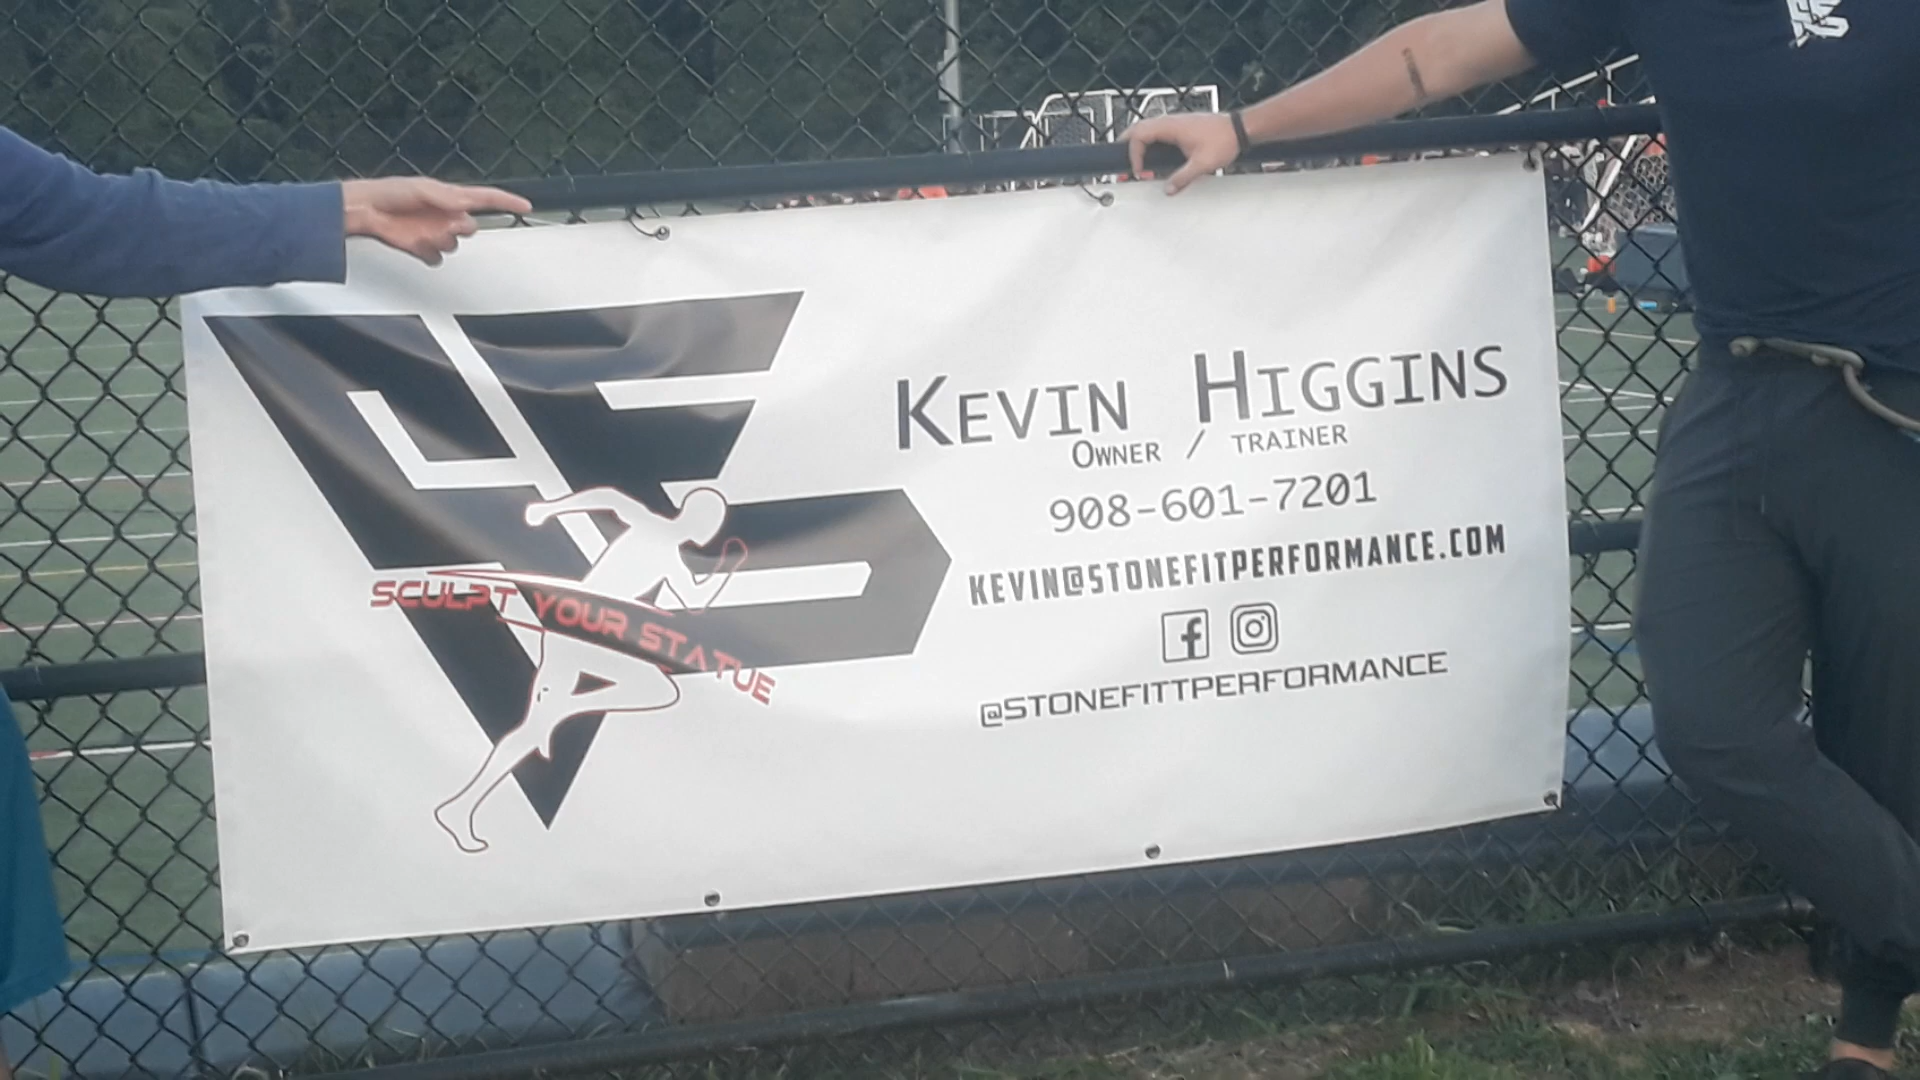 SCULPT YOUR STATUE
KEVIN HIGGINS
OWNER / TRAINER
908-601-7201
KEVIN@STONEFITPERFORMANCE.COM
@STONEFITTPERFORMANCE